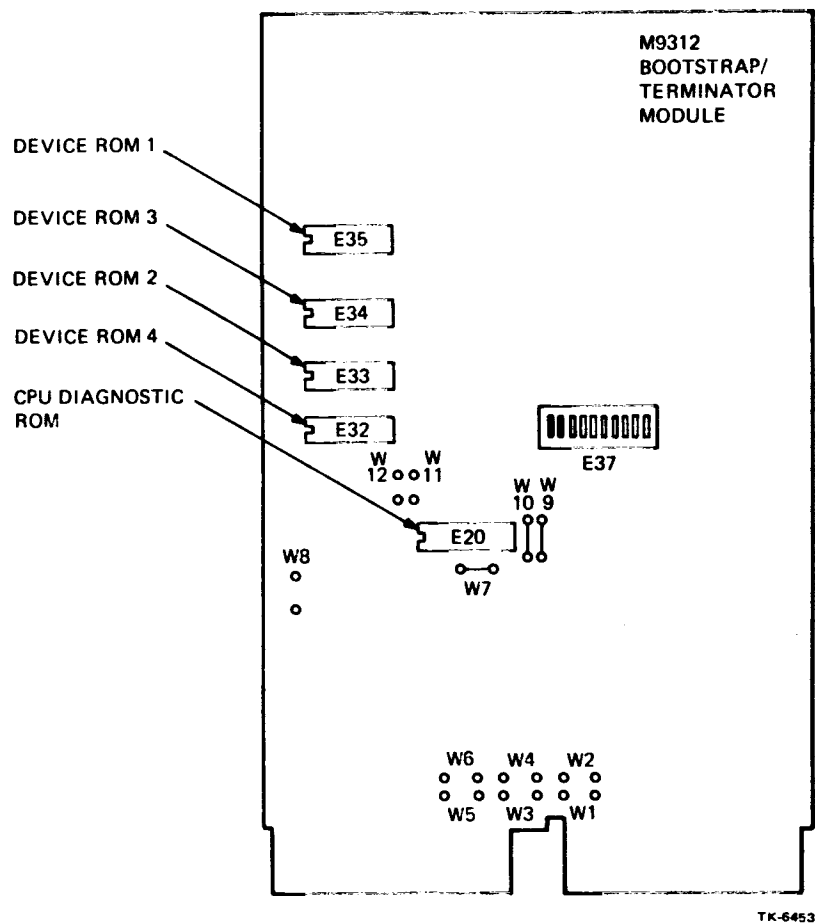 M9312
BOOTSTRAP/
TERMINATOR
MODULE
DEVICE ROM 1
DEVICE ROM 3
DEVICE ROM 2
DEVICE ROM 4
CPU DIAGNOSTIC
ROM
E35
E34
E33
E32
E37
W W
12 11
W W
10 9
E20
W8
W7
W6 W4 W2
W5 W3 W1
TK-6453